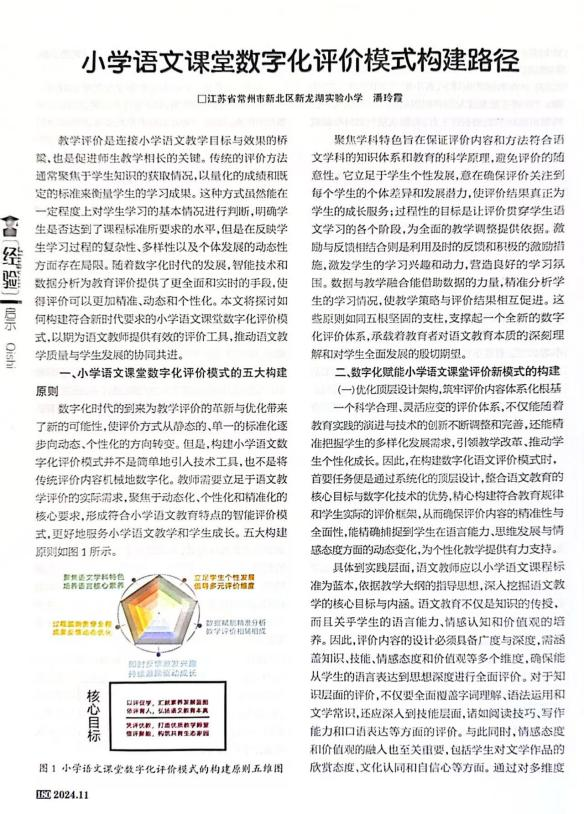 小学语文课堂数字化评价模式构建路径
□江苏省常州市新北区新龙湖实验小学 潘玲霞
经验
启示 Qishi
教学评价是连接小学语文教学目标与效果的桥
梁,也是促进师生教学相长的关键。传统的评价方法
通常聚焦于学生知识的获取情况,以量化的成绩和既
定的标准来衡量学生的学习成果。这种方式虽然能在
一定程度上对学生学习的基本情况进行判断,明确学
生是否达到了课程标准所要求的水平,但是在反映学
生学习过程的复杂性、多样性以及个体发展的动态性
方面存在局限。随着数字化时代的发展,智能技术和
数据分析为教育评价提供了更全面和实时的手段,使
得评价可以更加精准、动态和个性化。本文将探讨如
何构建符合新时代要求的小学语文课堂数字化评价模
式,以期为语文教师提供有效的评价工具,推动语文教
学质量与学生发展的协同共进。
一、小学语文课堂数字化评价模式的五大构建
原则
数字化时代的到来为教学评价的革新与优化带来
了新的可能性,使评价方式从静态的、单一的标准化逐
步向动态、个性化的方向转变。但是,构建小学语文数
字化评价模式并不是简单地引入技术工具,也不是将
传统评价内容机械地数字化。教师需要立足于语文教
学评价的实际需求,聚焦于动态化、个性化和精准化的
核心要求,形成符合小学语文教育特点的智能评价模
式,更好地服务小学语文教学和学生成长。五大构建
原则如图1所示。
聚焦语文学科特色
培养语言核心素养
立足学生个性发展
倡导多元评价维度
过程监测贯穿全程
成果反馈动态优化
数据赋能精准分析
教学评价相辅相成
即时反馈激发兴趣
持续激励驱动成长
核心目标
以评促学,汇就素养发展蓝图
依评育人,弘扬语文教育本真
凭评优教,打造优质教学殿堂
借评赋能,构筑共育生态家园
图1 小学语文课堂数字化评价模式的构建原则五维图
聚焦学科特色旨在保证评价内容和方法符合语
文学科的知识体系和教育的科学原理,避免评价的随
意性。它立足于学生个性发展,意在确保评价关注到
每个学生的个体差异和发展潜力,使评价结果真正为
学生的成长服务;过程性的目标是让评价贯穿学生语
文学习的各个阶段,为全面的教学调整提供依据。激
励与反馈相结合则是利用及时的反馈和积极的激励措
施,激发学生的学习兴趣和动力,营造良好的学习氛
围。数据与教学融合能借助数据的力量,精准分析学
生的学习情况,使教学策略与评价结果相互促进。这
些原则如同五根坚固的支柱,支撑起一个全新的数字
化评价体系,承载着教育者对语文教育本质的深刻理
解和对学生全面发展的殷切期望。
二、数字化赋能小学语文课堂评价新模式的构建
(一)优化顶层设计架构,筑牢评价内容体系化根基
一个科学合理、灵活应变的评价体系,不仅能随着
教育实践的演进与技术的创新不断调整和完善,还能精
准把握学生的多样化发展需求,引领教学改革、推动学
生个性化成长。因此,在构建数字化语文评价模式时,
首要任务便是通过系统化的顶层设计,整合语文教育的
核心目标与数字化技术的优势,精心构建符合教育规律
和学生实际的评价框架,从而确保评价内容的精准性与
全面性,能精确捕捉到学生在语言能力、思维发展与情
感态度方面的动态变化,为个性化教学提供有力支持。
具体到实践层面,语文教师应以小学语文课程标
准为蓝本,依据教学大纲的指导思想,深入挖掘语文教
学的核心目标与内涵。语文教育不仅是知识的传授,
而且关乎学生的语言能力、情感认知和价值观的培
养。因此,评价内容的设计必须具备广度与深度,需涵
盖知识、技能、情感态度和价值观等多个维度,确保能
从学生的语言表达到思想深度进行全面评价。对于知
识层面的评价,不仅要全面覆盖字词理解、语法运用和
文学常识,还应深入到技能层面,诸如阅读技巧、写作
能力和口语表达等方面的评价。与此同时,情感态度
和价值观的融入也至关重要,包括学生对文学作品的
欣赏态度,文化认同和自信心等方面。通过对多维度
180 2024.11